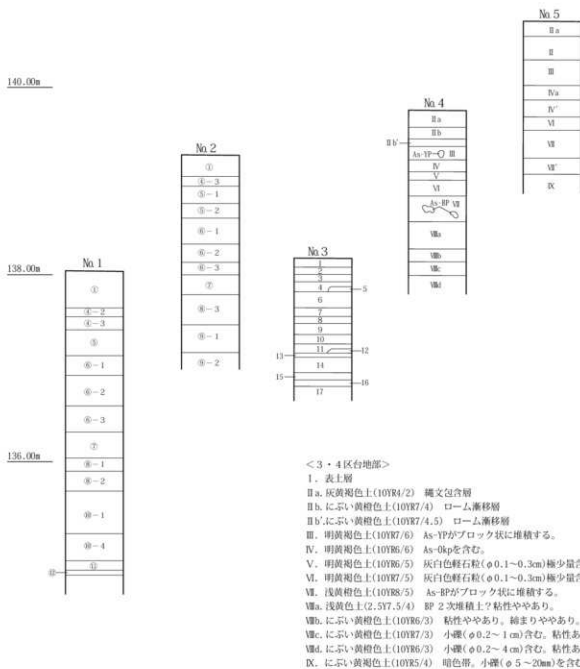 No.5
Ⅱa
Ⅱ
Ⅲ
Ⅳa
Ⅳ'
Ⅵ
Ⅶ
Ⅶ'
Ⅸ
140.00m
No.4
Ⅱa
Ⅱb
Ⅱb'
As-YP Ⅲ
Ⅳ
Ⅴ
Ⅵ
As-BP Ⅶ
Ⅷa
Ⅷb
Ⅷc
Ⅷd
No.2
①
④-3
⑤-1
⑤-2
⑥-1
⑥-2
⑥-3
⑦
⑧-3
⑨-1
⑨-2
No.3
1
2
3
4
5
6
7
8
9
10
11
12
13
14
15
16
17
138.00m
No.1
①
④-2
④-3
⑤
⑥-1
⑥-2
⑥-3
⑦
⑧-1
⑧-2
⑩-1
⑩-4
⑪
⑫
136.00m
<3・4区台地部>
Ⅰ. 表土層
Ⅱa. 灰黄褐色土(10YR4/2) 縄文包含層
Ⅱb. にぶい黄橙色土(10YR7/4) ローム漸移層
Ⅱb'. にぶい黄橙色土(10YR7/4.5) ローム漸移層
Ⅲ. 明黄褐色土(10YR7/6) As-YPがブロック状に堆積する。
Ⅳ. 明黄褐色土(10YR6/6) As-Okpを含む。
Ⅴ. 明黄褐色土(10YR6/5) 灰白色軽石粒(φ0.1~0.3cm)極少量含
Ⅵ. 明黄褐色土(10YR7/5) 灰白色軽石粒(φ0.1~0.3cm)極少量
Ⅶ. 浅黄橙色土(10YR8/5) As-BPがブロック状に堆積する。
Ⅷa. 浅黄色土(2.5Y7.5/4) BP 2次堆積土?粘性ややあり。
Ⅷb. にぶい黄橙色土(10YR6/3) 粘性ややあり。締まりややあり。
Ⅷc. にぶい黄橙色土(10YR7/3) 小礫(φ0.2~1cm)含む。粘性あ
Ⅷd. にぶい黄橙色土(10YR6/3) 小礫(φ0.2~4cm)含む。粘性あ
Ⅸ. にぶい黄褐色土(10YR5/4) 暗色帯。小礫(φ5~20mm)を含